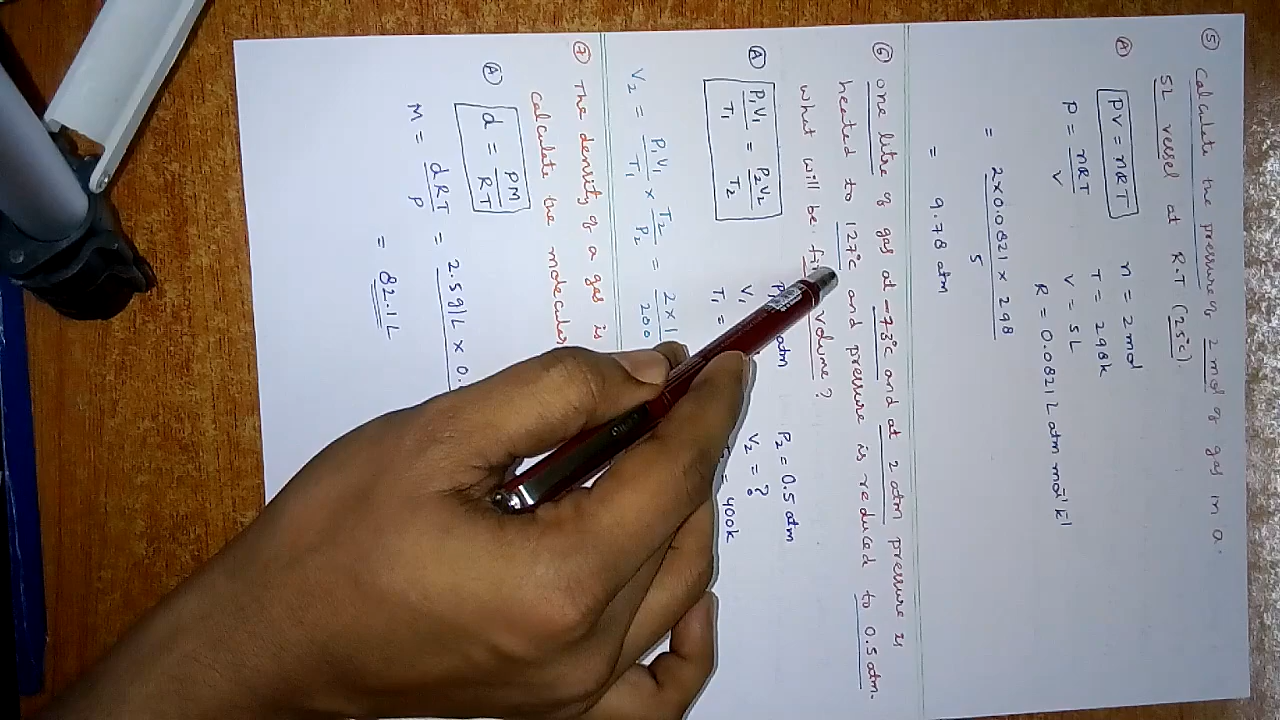 ⑤ Calculate the pressure of 2 mol of gas in a
5L vessel at R.T (25°C).
Ⓐ PV = nRT n = 2 mol
T = 298k
P = nRT / V V = 5L
R = 0.0821 L atm mol⁻¹ k⁻¹
= 2 × 0.0821 × 298 / 5
= 9.78 atm
⑥ One litre of gas at -73°C and at 2 atm pressure is
heated to 127°C and pressure is reduced to 0.5 atm.
What will be volume?
Ⓐ P₁V₁ / T₁ = P₂V₂ / T₂ atm P₂ = 0.5 atm
V₁ V₂ = ?
T₁ = = 400k
V₂ = P₁V₁ / T₁ × T₂ / P₂ = 2 × 1 / 200
⑦ The density of a gas is
Calculate the
Ⓐ d = PM / RT
M = dRT / P = 2.5 g/L × 0.
= 82.1 L